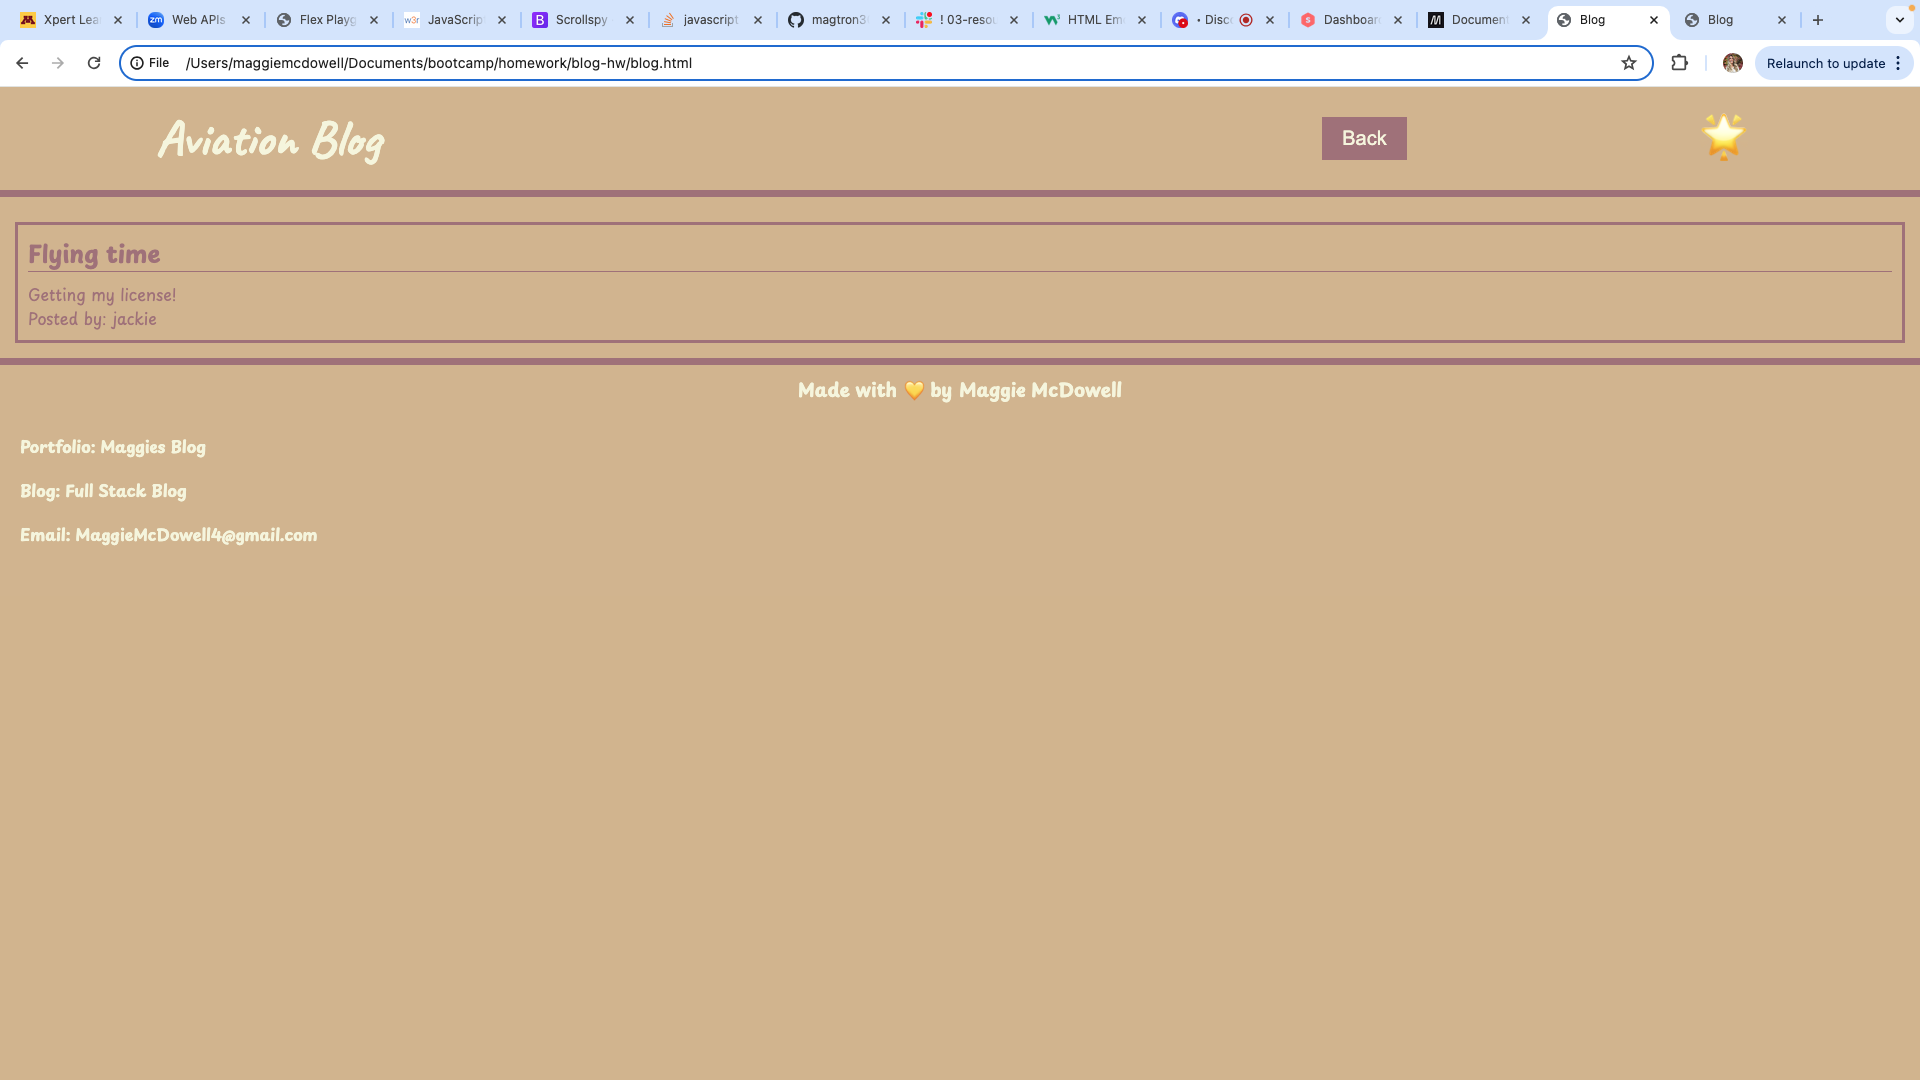 Xpert Lea
Web APIs
Flex Playg
w3r JavaScrip
B Scrollspy
javascript
magtron3
! 03-resou
HTML Em
• Disc
Dashboar
Document
Blog
Blog
File /Users/maggiemcdowell/Documents/bootcamp/homework/blog-hw/blog.html
Relaunch to update
Aviation Blog
Back
Flying time
Getting my license!
Posted by: jackie
Made with 💛 by Maggie McDowell
Portfolio: Maggies Blog
Blog: Full Stack Blog
Email: MaggieMcDowell4@gmail.com